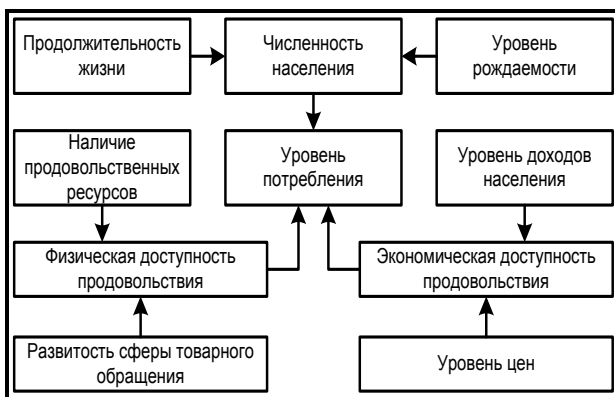 Продолжительность
жизни
Численность
населения
Уровень
рождаемости
Наличие
продовольственных
ресурсов
Уровень
потребления
Уровень доходов
населения
Физическая доступность
продовольствия
Экономическая доступность
продовольствия
Развитость сферы товарного
обращения
Уровень цен